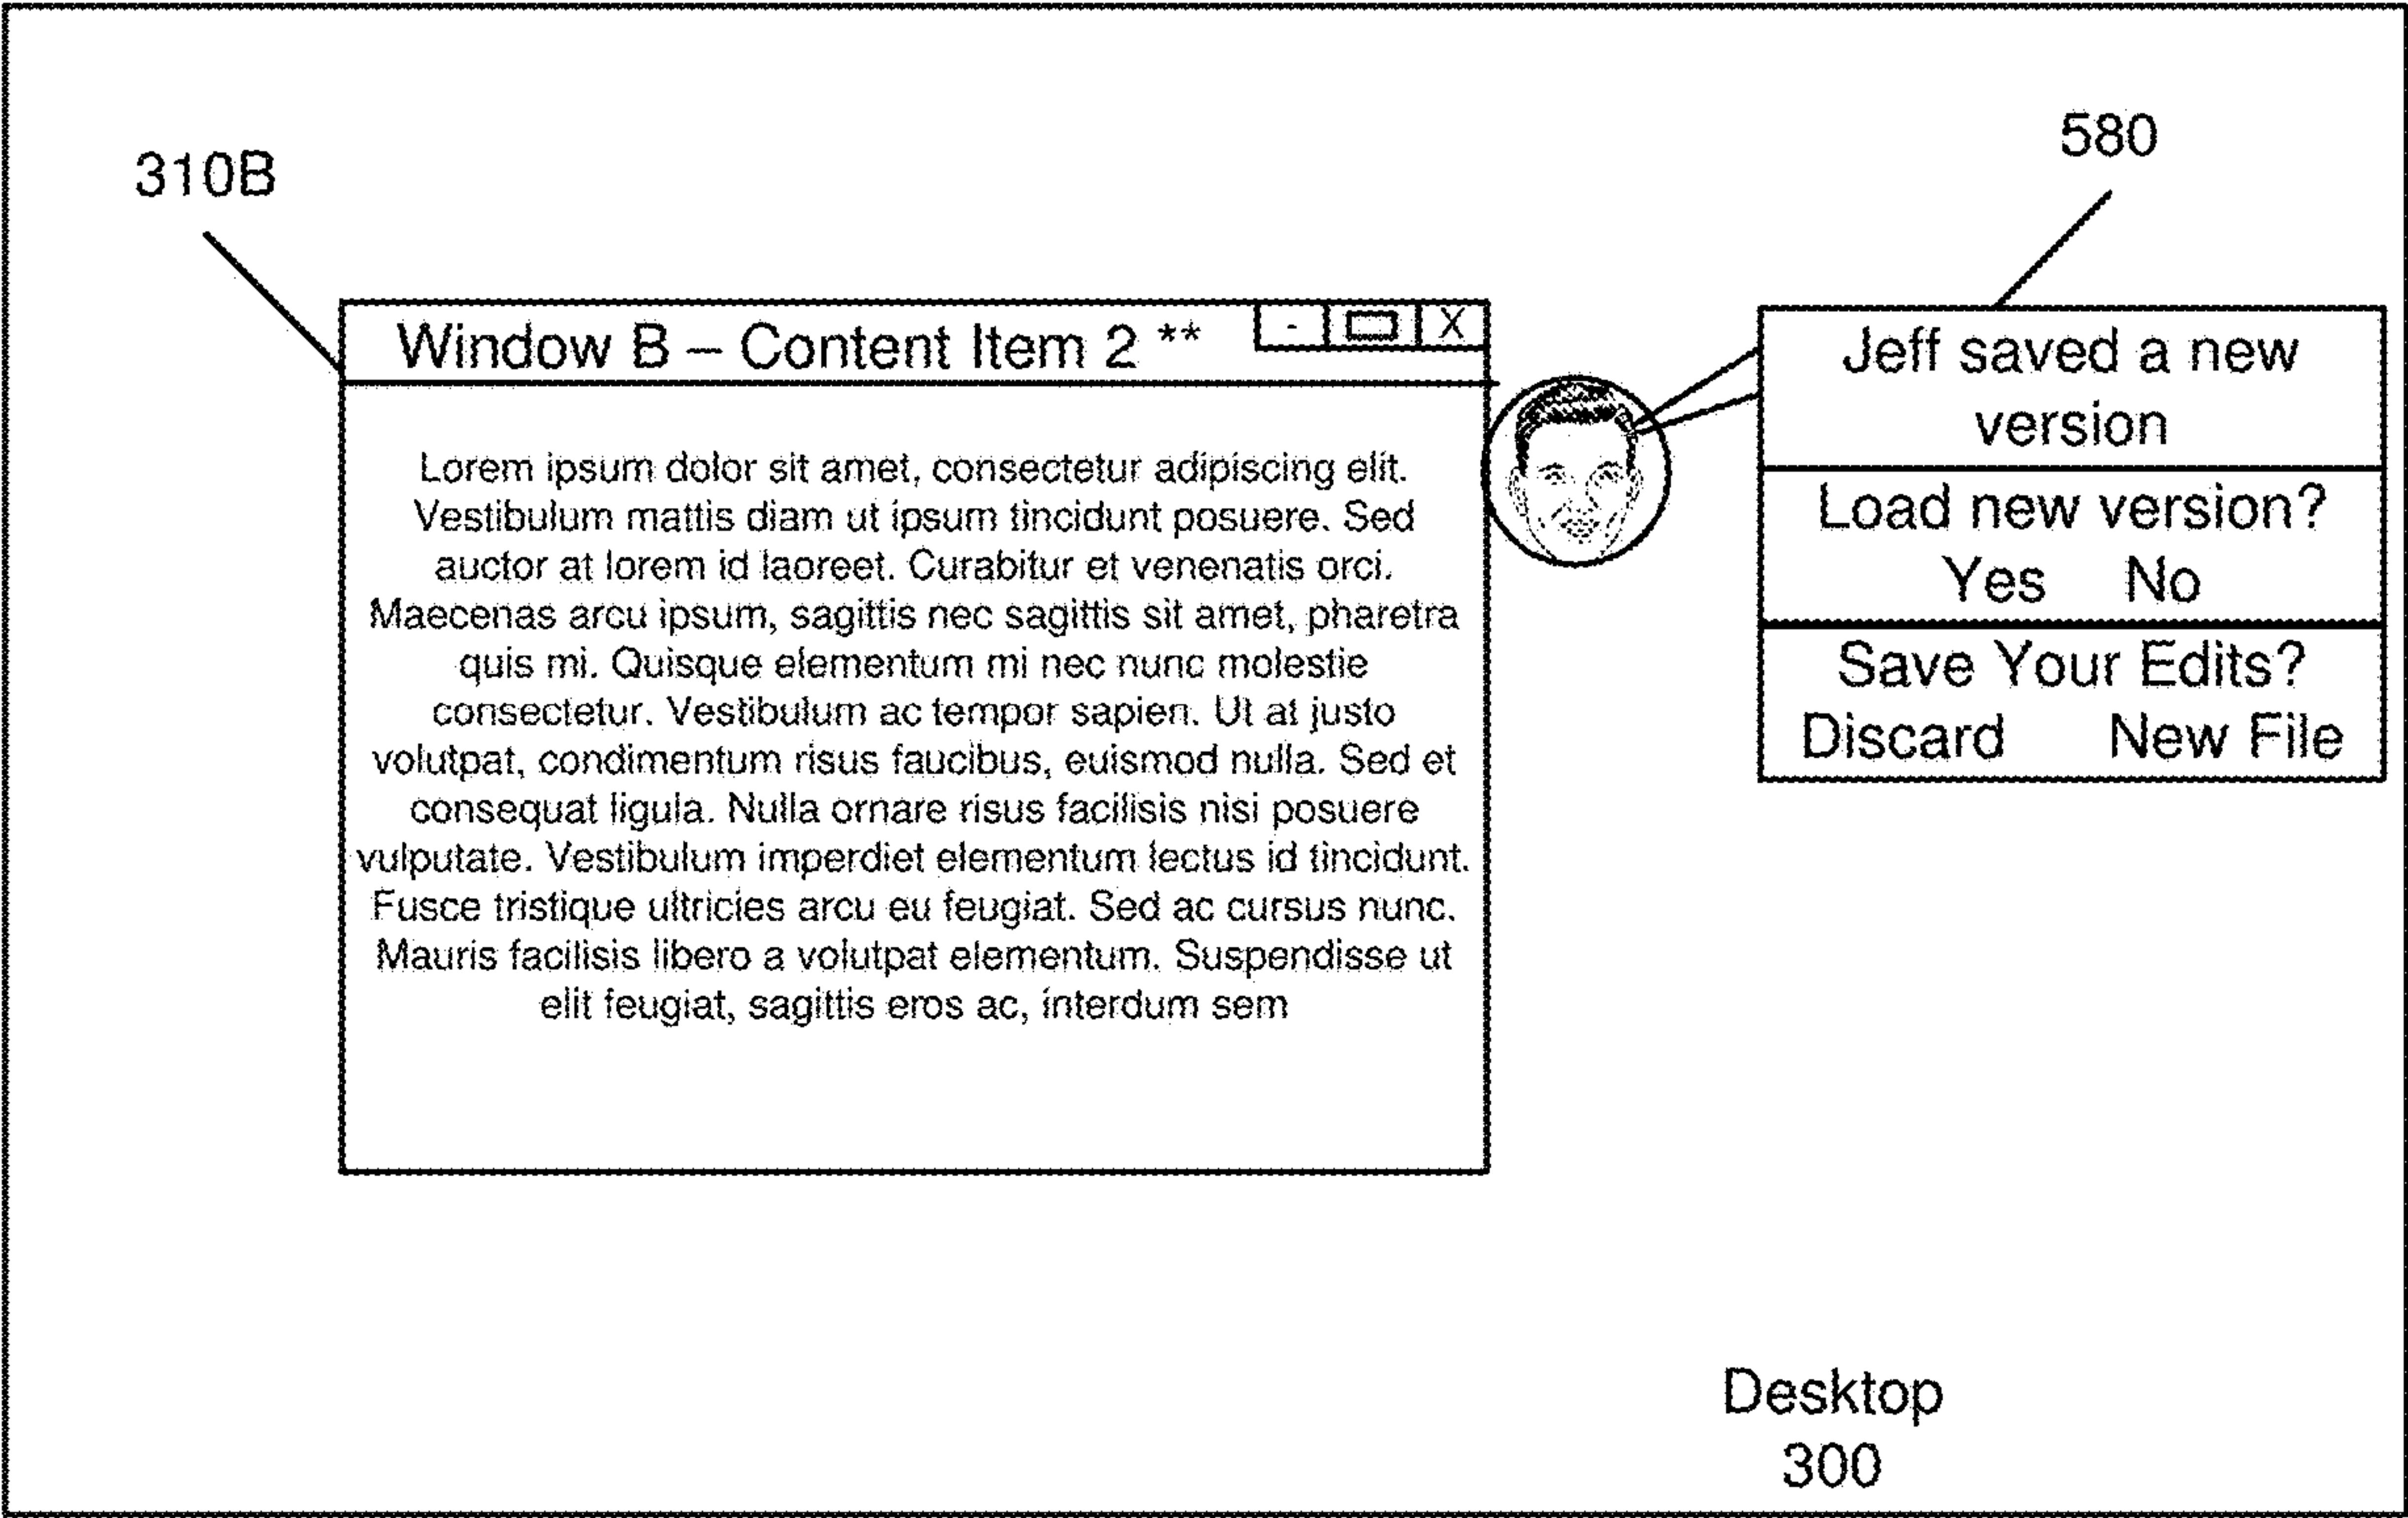 310B
580
Window B – Content Item 2 **
- X
Lorem ipsum dolor sit amet, consectetur adipiscing elit.
Vestibulum mattis diam ut ipsum tincidunt posuere. Sed
auctor at lorem id laoreet. Curabitur et venenatis orci.
Maecenas arcu ipsum, sagittis nec sagittis sit amet, pharetra
quis mi. Quisque elementum mi nec nunc molestie
consectetur. Vestibulum ac tempor sapien. Ut at justo
volutpat, condimentum risus faucibus, euismod nulla. Sed et
consequat ligula. Nulla ornare risus facilisis nisi posuere
vulputate. Vestibulum imperdiet elementum lectus id tincidunt.
Fusce tristique ultricies arcu eu feugiat. Sed ac cursus nunc.
Mauris facilisis libero a volutpat elementum. Suspendisse ut
elit feugiat, sagittis eros ac, interdum sem
Jeff saved a new
version
Load new version?
Yes No
Save Your Edits?
Discard New File
Desktop
300